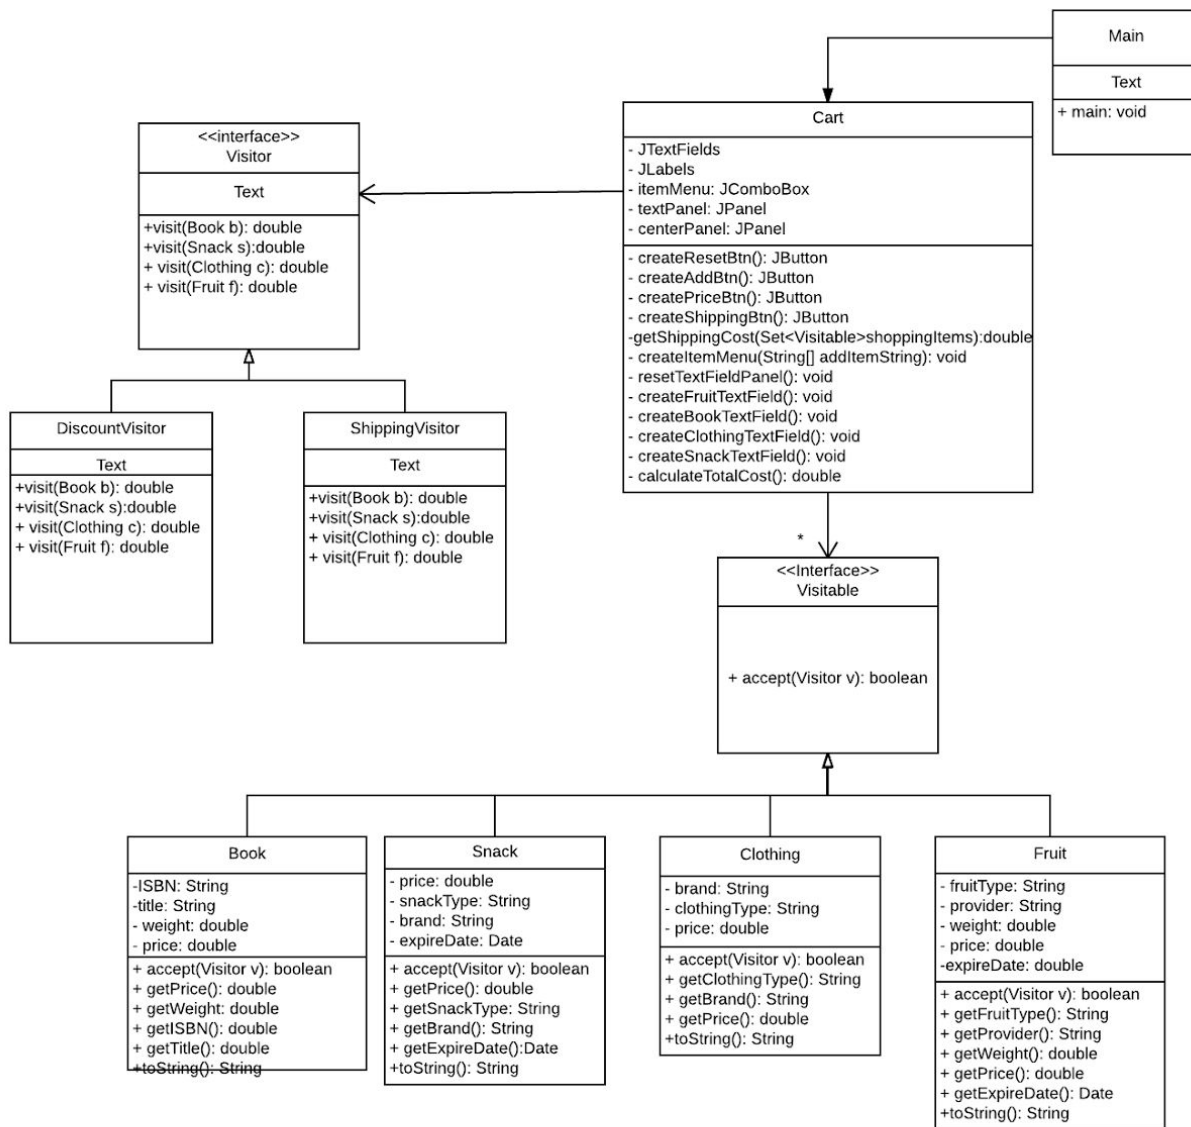 Main
Text
+ main: void
Cart
- JTextFields
- JLabels
- itemMenu: JComboBox
- textPanel: JPanel
- centerPanel: JPanel
- createResetBtn(): JButton
- createAddBtn(): JButton
- createPriceBtn(): JButton
- createShippingBtn(): JButton
-getShippingCost(Set<Visitable>shoppingItems):double
- createItemMenu(String[] addItemString): void
- resetTextFieldPanel(): void
- createFruitTextField(): void
- createBookTextField(): void
- createClothingTextField(): void
- createSnackTextField(): void
- calculateTotalCost(): double
<<interface>>
Visitor
Text
+visit(Book b): double
+visit(Snack s):double
+ visit(Clothing c): double
+ visit(Fruit f): double
DiscountVisitor
Text
+visit(Book b): double
+visit(Snack s):double
+ visit(Clothing c): double
+ visit(Fruit f): double
ShippingVisitor
Text
+visit(Book b): double
+visit(Snack s):double
+ visit(Clothing c): double
+ visit(Fruit f): double
*
<<Interface>>
Visitable
+ accept(Visitor v): boolean
Book
-ISBN: String
-title: String
- weight: double
- price: double
+ accept(Visitor v): boolean
+ getPrice(): double
+ getWeight: double
+ getISBN(): double
+ getTitle(): double
+toString(): String
Snack
- price: double
- snackType: String
- brand: String
- expireDate: Date
+ accept(Visitor v): boolean
+ getPrice(): double
+ getSnackType: String
+ getBrand(): String
+ getExpireDate():Date
+toString(): String
Clothing
- brand: String
- clothingType: String
- price: double
+ accept(Visitor v): boolean
+ getClothingType(): String
+ getBrand(): String
+ getPrice(): double
+toString(): String
Fruit
- fruitType: String
- provider: String
- weight: double
- price: double
-expireDate: double
+ accept(Visitor v): boolean
+ getFruitType(): String
+ getProvider(): String
+ getWeight(): double
+ getPrice(): double
+ getExpireDate(): Date
+toString(): String